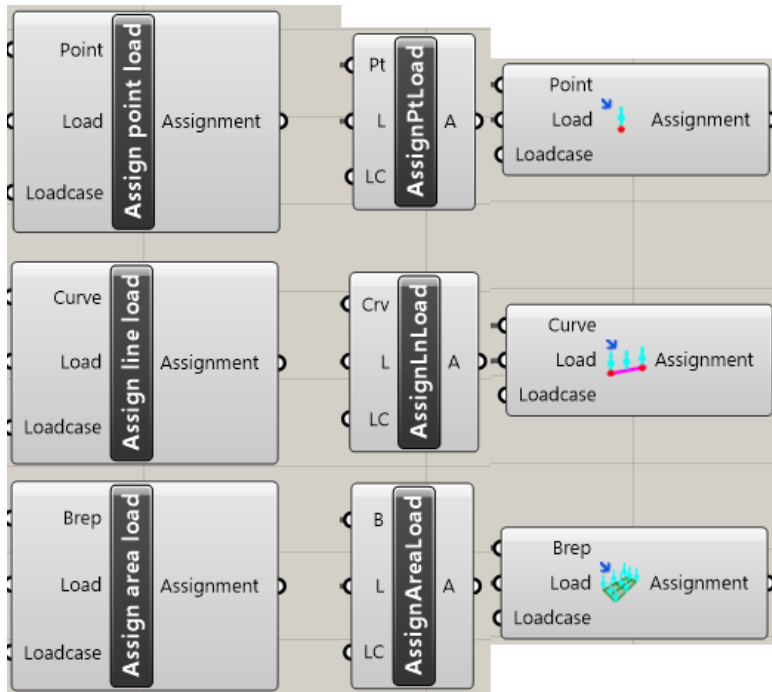 Point
Load
Loadcase
Assign point load
Assignment
Pt
L
LC
AssignPtLoad
A
Point
Load
Loadcase
Assignment
Curve
Load
Loadcase
Assign line load
Assignment
Crv
L
LC
AssignLnLoad
A
Curve
Load
Loadcase
Assignment
Brep
Load
Loadcase
Assign area load
Assignment
B
L
LC
AssignAreaLoad
A
Brep
Load
Loadcase
Assignment